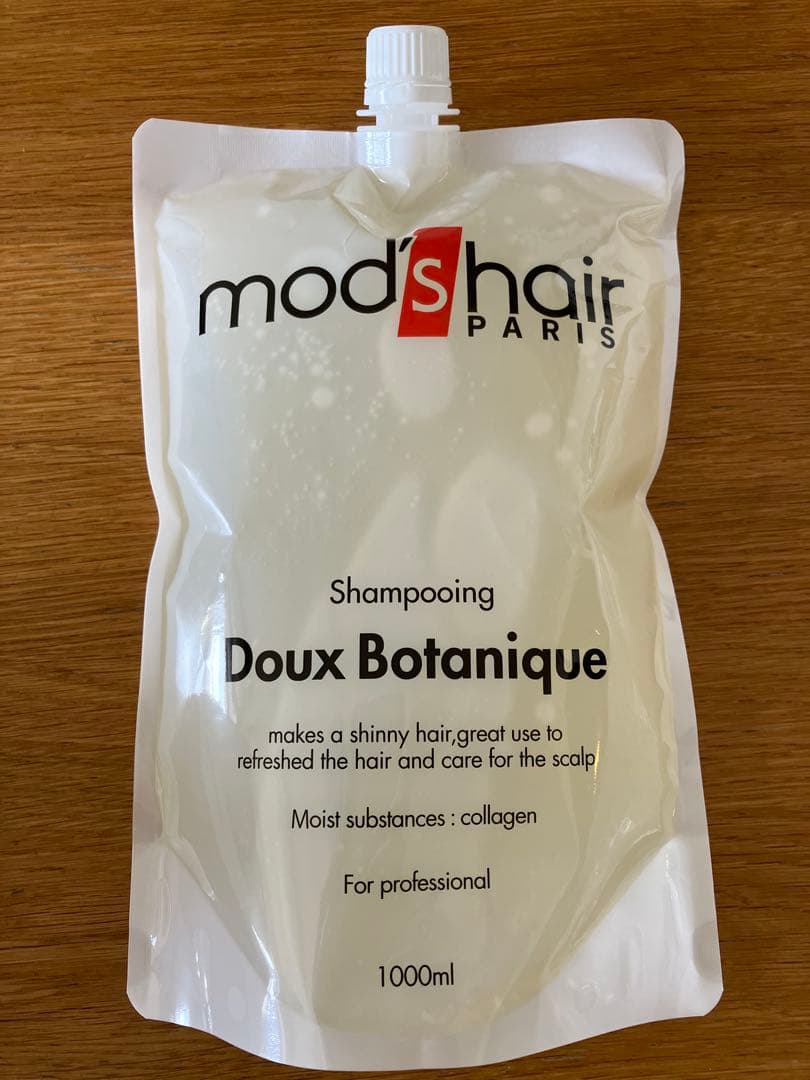 mod's hair
PARIS
Shampooing
Doux Botanique
makes a shinny hair,great use to
refreshed the hair and care for the scalp
Moist substances : collagen
For professional
1000ml